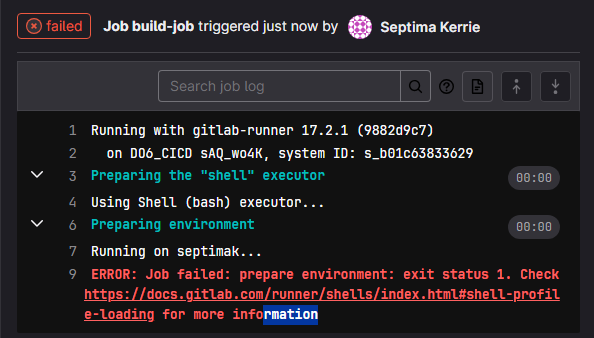 failed Job build-job triggered just now by Septima Kerrie
Search job log
1 Running with gitlab-runner 17.2.1 (9882d9c7)
2 on DO6_CICD sAQ_wo4K, system ID: s_b01c63833629
3 Preparing the "shell" executor 00:00
4 Using Shell (bash) executor...
6 Preparing environment 00:00
7 Running on septimak...
9 ERROR: Job failed: prepare environment: exit status 1. Check
https://docs.gitlab.com/runner/shells/index.html#shell-profil
e-loading for more information